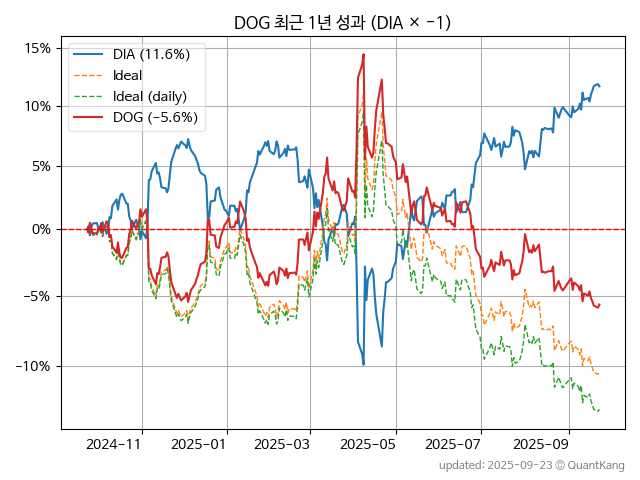 DOG 최근 1년 성과 (DIA × −1)
15%
10%
5%
0%
−5%
−10%
DIA (11.6%)
Ideal
Ideal (daily)
DOG (−5.6%)
2024-11
2025-01
2025-03
2025-05
2025-07
2025-09
updated: 2025-09-23 ⓒ QuantKang